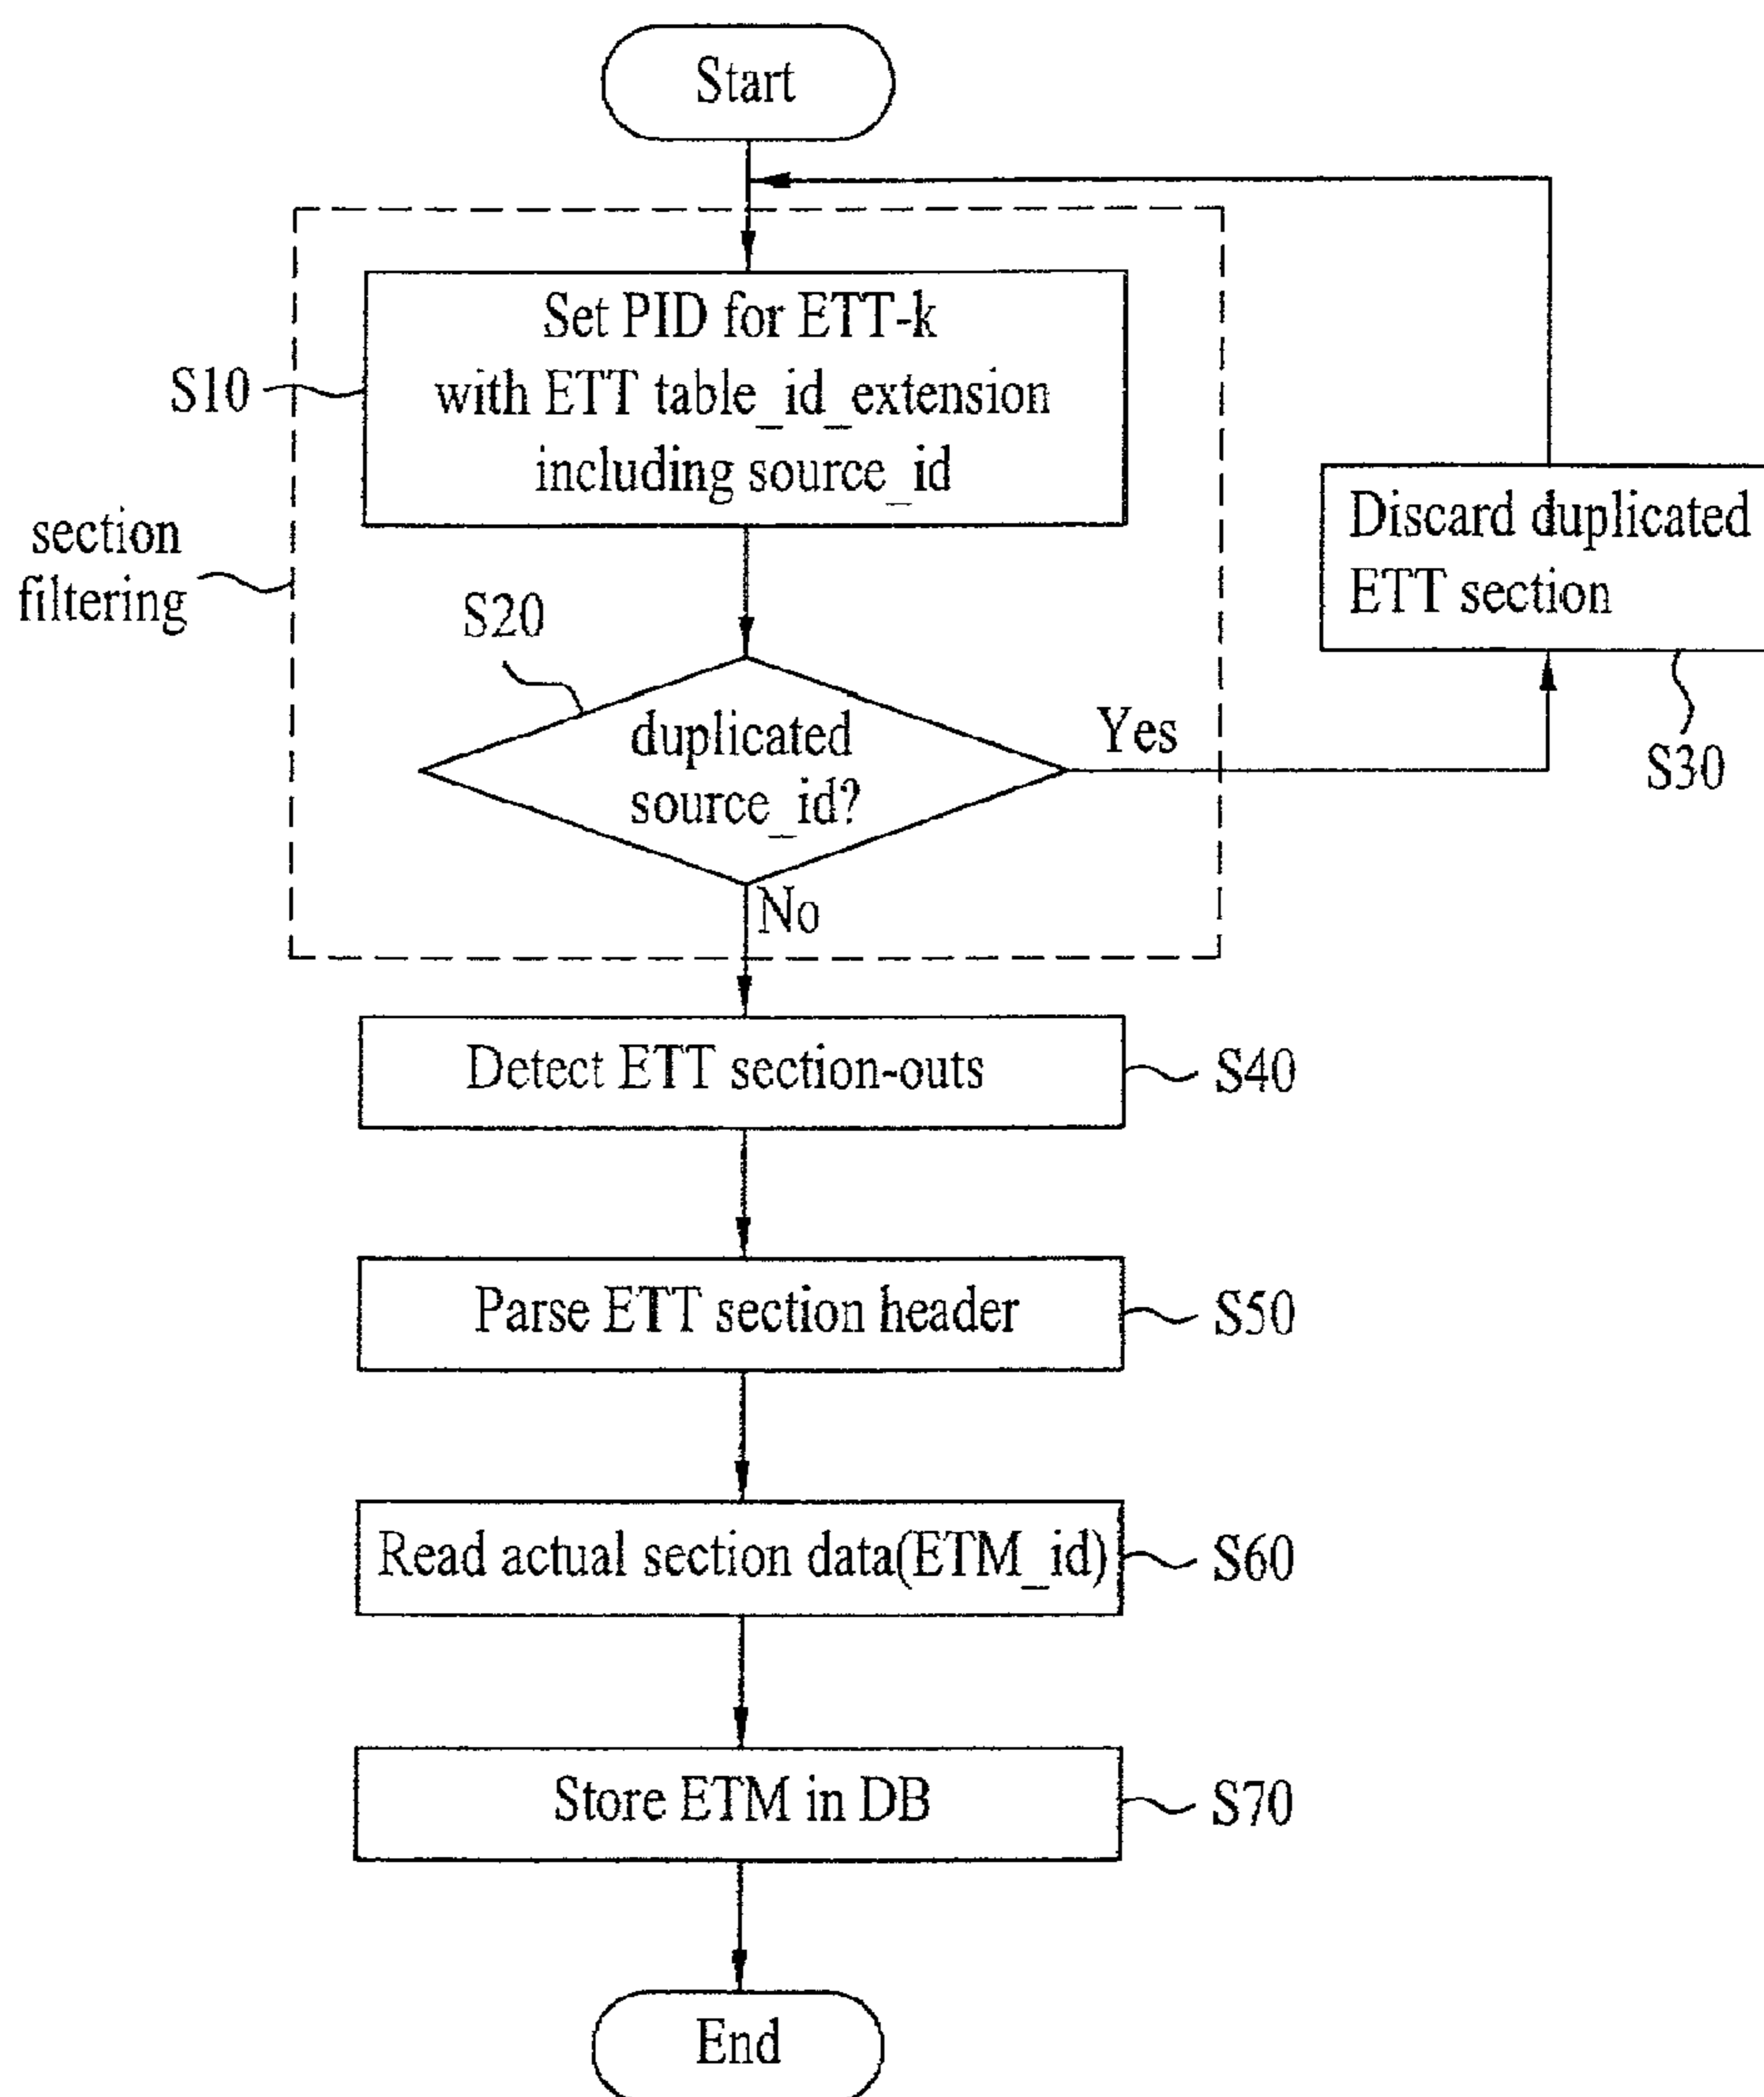 Start
Set PID for ETT-k
with ETT table_id_extension
including source_id
S10
section
filtering
Discard duplicated
ETT section
S30
S20
duplicated
source_id?
Yes
No
Detect ETT section-outs
S40
Parse ETT section header
S50
Read actual section data(ETM_id)
S60
Store ETM in DB
S70
End